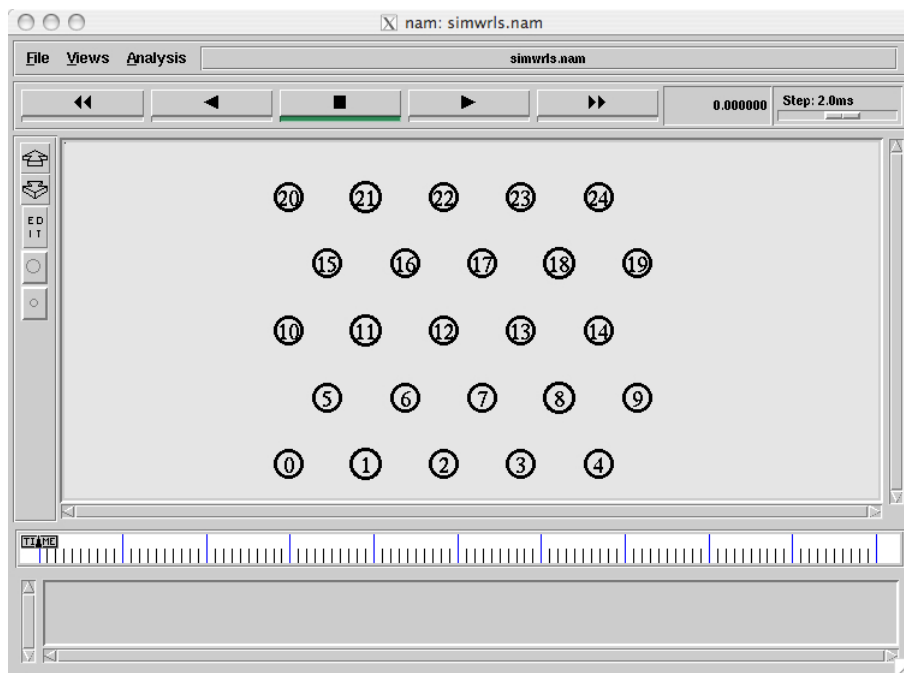 nam: simwrls.nam
File Views Analysis simwrls.nam
0.000000 Step: 2.0ms
ED
IT
20 21 22 23 24
15 16 17 18 19
10 11 12 13 14
5 6 7 8 9
0 1 2 3 4
TIME